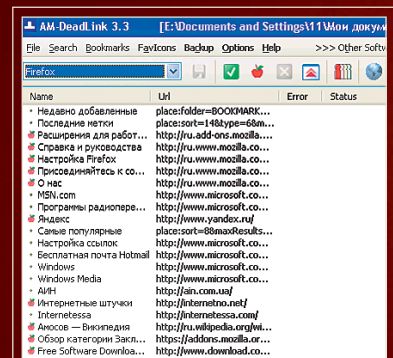 AM-DeadLink 3.3 [E:\Documents and Settings\11\Мои докум
File Search Bookmarks FavIcons Backup Options Help >>> Other Softw
Firefox
Name Url Error Status
Недавно добавленные place:folder=BOOKMARK...
Последние метки place:sort=14&type=6&m...
Расширения для работ... http://ru.add-ons.mozilla....
Справка и руководства http://ru.www.mozilla.co...
Настройка Firefox http://ru.www.mozilla.co...
Присоединяйтесь к со... http://ru.www.mozilla.co...
О нас http://ru.www.mozilla.co...
MSN.com http://www.microsoft.co...
Программы радиопере... http://www.microsoft.co...
Яндекс http://www.yandex.ru/
Самые популярные place:sort=8&maxResults...
Настройка ссылок http://www.microsoft.co...
Бесплатная почта Hotmail http://www.microsoft.co...
Windows http://www.microsoft.co...
Windows Media http://www.microsoft.co...
АИН http://ain.com.ua/
Интернетные штучки http://internetno.net/
Internetessa http://internetessa.com/
Амосов — Википедия http://ru.wikipedia.org/wi...
Обзор категории Закл... https://addons.mozilla.or...
Free Software Downloa... http://www.download.co...